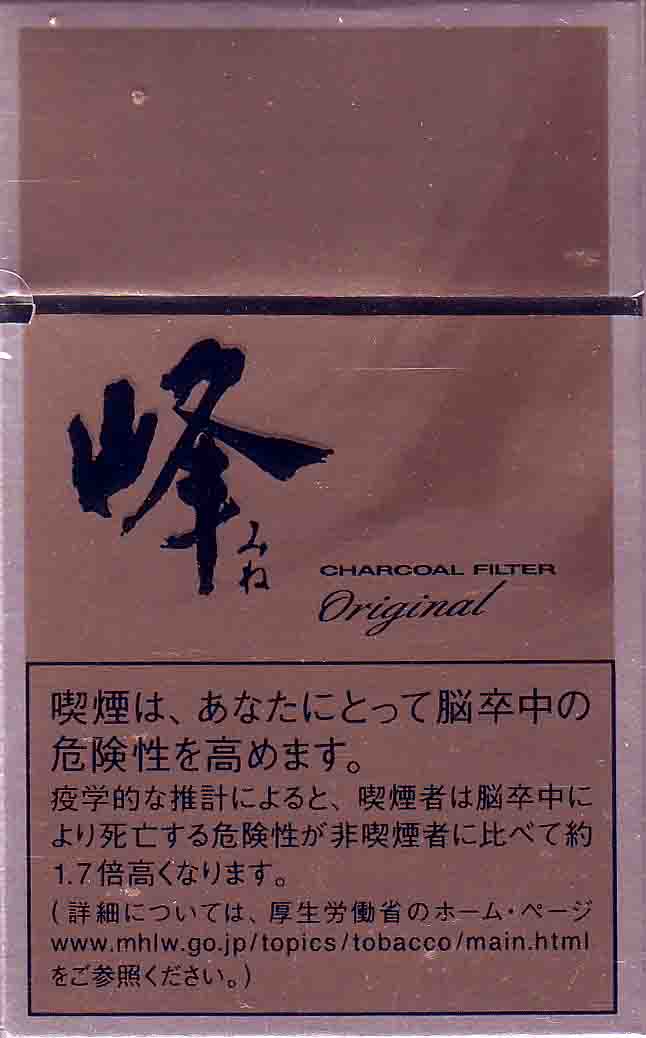 峰
みね
CHARCOAL FILTER
Original
喫煙は、あなたにとって脳卒中の
危険性を高めます。
疫学的な推計によると、喫煙者は脳卒中に
より死亡する危険性が非喫煙者に比べて約
1.7倍高くなります。
(詳細については、厚生労働省のホーム・ページ
www.mhlw.go.jp/topics/tobacco/main.html
をご参照ください。)